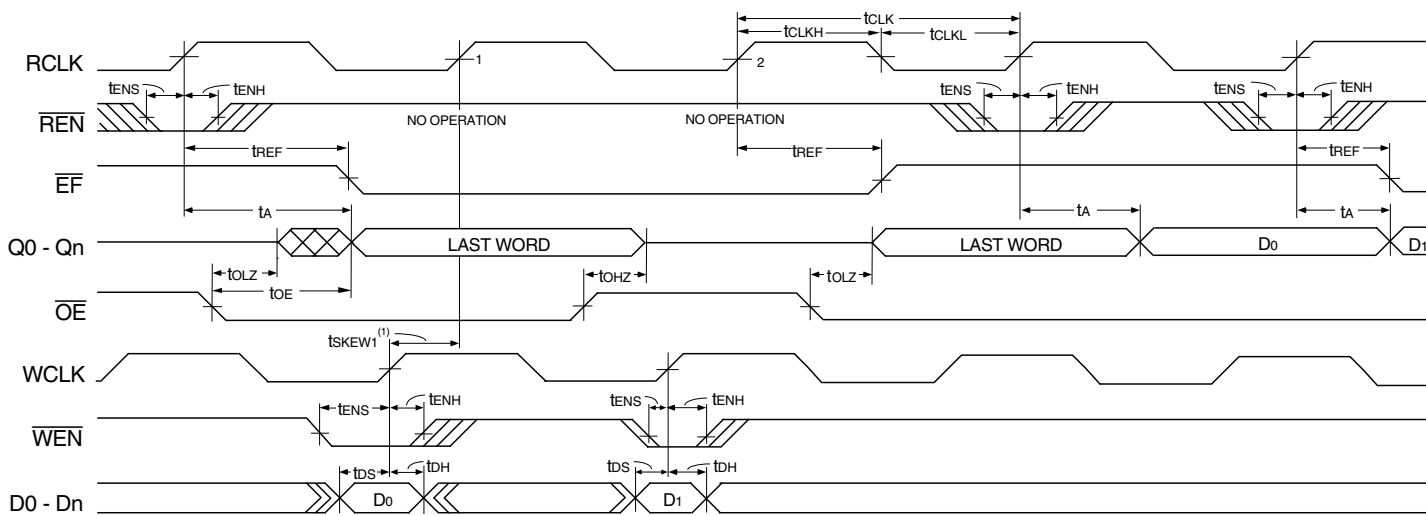 tCLK
tCLKH tCLKL
RCLK 1 2
tENS tENH tENS tENH tENS tENH
REN NO OPERATION NO OPERATION
tREF tREF tREF
EF
tA tA tA
Q0 - Qn LAST WORD LAST WORD D0 D1
tOLZ tOHZ tOLZ
tOE
OE
tSKEW1(1)
WCLK
tENS tENH tENS tENH
WEN
tDS tDH tDS tDH
D0 - Dn D0 D1